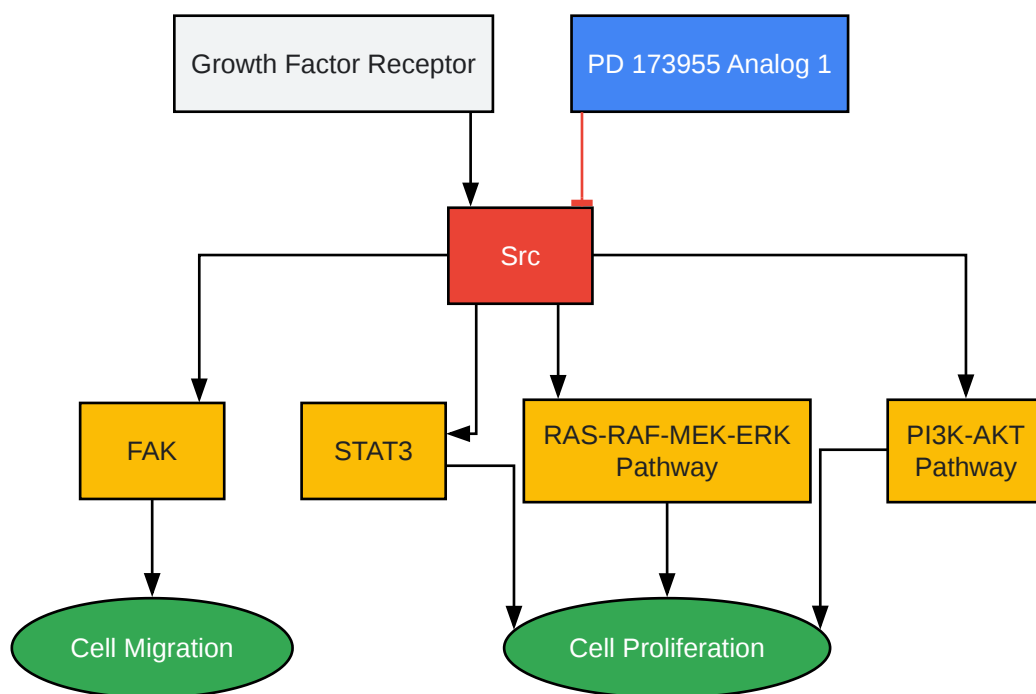 Growth Factor Receptor
PD 173955 Analog 1
Src
FAK
STAT3
RAS-RAF-MEK-ERK
Pathway
PI3K-AKT
Pathway
Cell Migration
Cell Proliferation